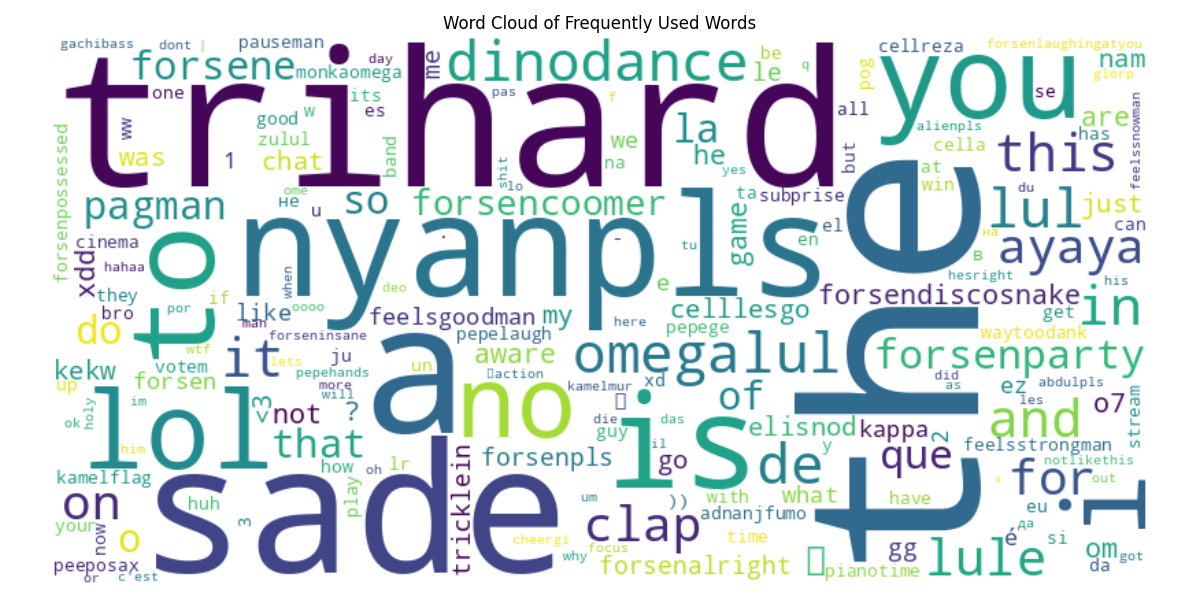 Word Cloud of Frequently Used Words
gachibass dont | pauseman
forsene monkaomega
me day
dinodance be le q
pog
cellreza forsenlaughingatyou
nam glorp
trihard
one its w es pas f all
you se
ww good zulul band we na la he but
alienpls are has
was 1 chat shit lo yes
cella this feelssnowman
at win
forsenpossessed
ome
pagman не u so forsencoomer ta subprise
the
du lul just
cinema to nyanpls
· - tu game el en
на can
xdd hahaa
в ayaya
when deo e hesright his
they por if like oooo
bro man
feelsgoodman my here celllesgo forsendiscosnake get in
do wtf forseninsane pepelaugh pepege waytoodank
votem it lets ju a aware omegalul forsenparty
kekw forsen pepehands un action did as
up im more will no kamelmur xd ez abdulpls
ok holy lol <3 not ? die is of les and o7
him that guy das elisnod kappa 2 stream
kamelflag how lr tricklein forsenpls il go de y que feelsstrongman
notlikethis
on huh oh play sade um )) with what have for out i
your o 3 clap adnanjfumo eu
now cheergi time да
peeposax why focus gg é si om
or c'est forsenalright pianotime lule da got
"